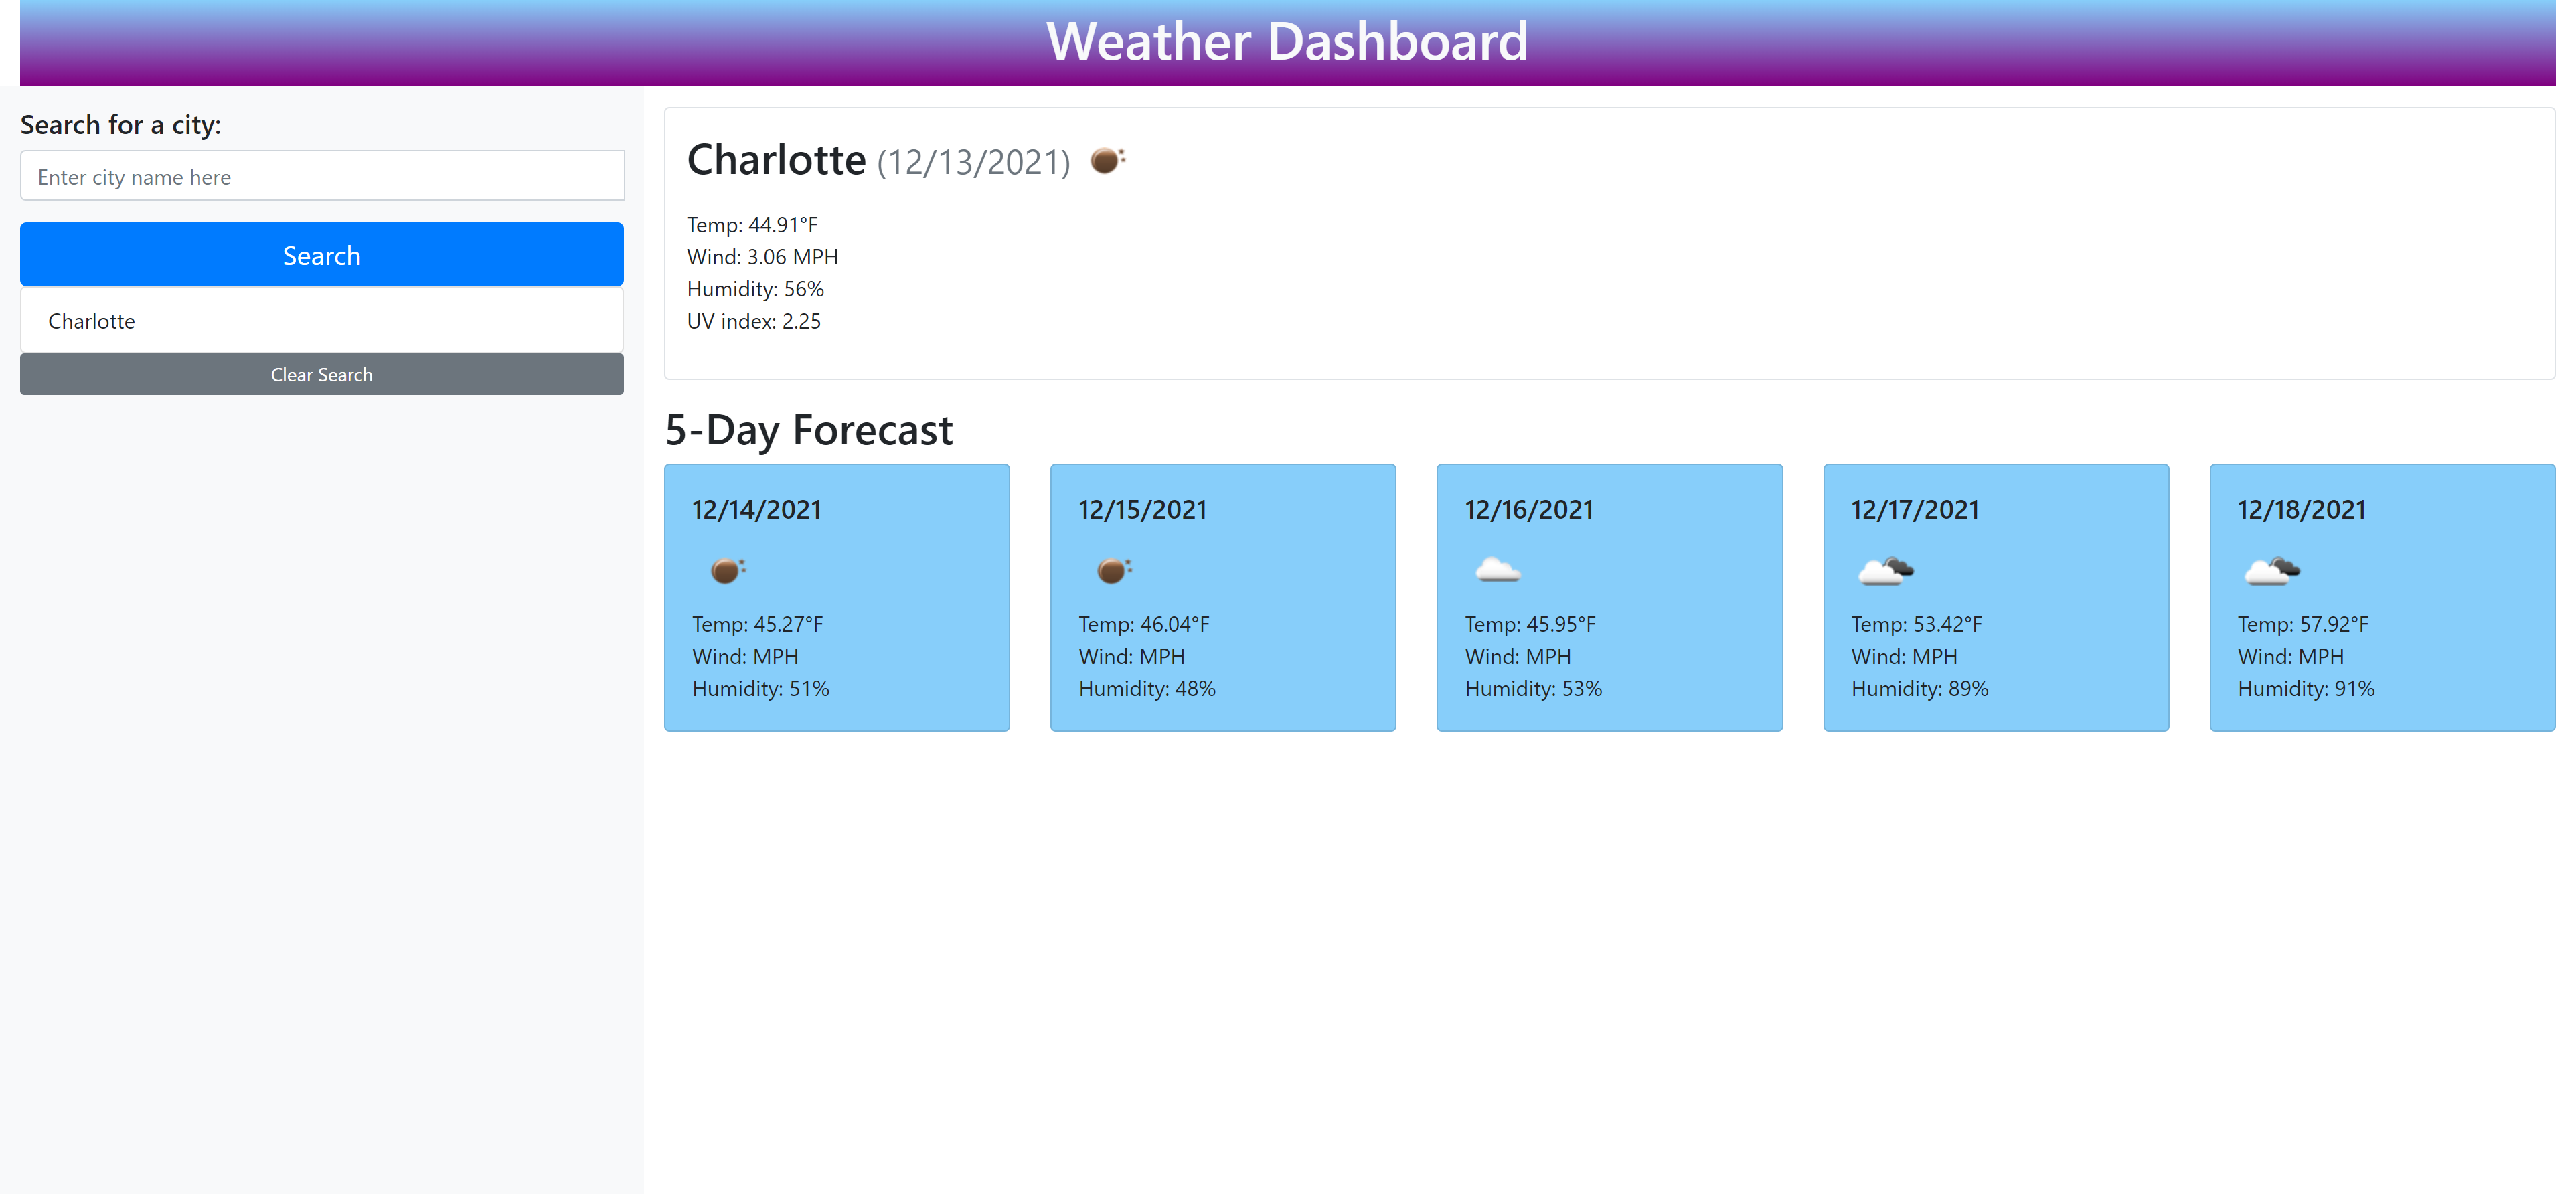 Weather Dashboard
Search for a city:
Enter city name here
Search
Charlotte
Clear Search
Charlotte (12/13/2021)
Temp: 44.91°F
Wind: 3.06 MPH
Humidity: 56%
UV index: 2.25
5-Day Forecast
12/14/2021
Temp: 45.27°F
Wind: MPH
Humidity: 51%
12/15/2021
Temp: 46.04°F
Wind: MPH
Humidity: 48%
12/16/2021
Temp: 45.95°F
Wind: MPH
Humidity: 53%
12/17/2021
Temp: 53.42°F
Wind: MPH
Humidity: 89%
12/18/2021
Temp: 57.92°F
Wind: MPH
Humidity: 91%